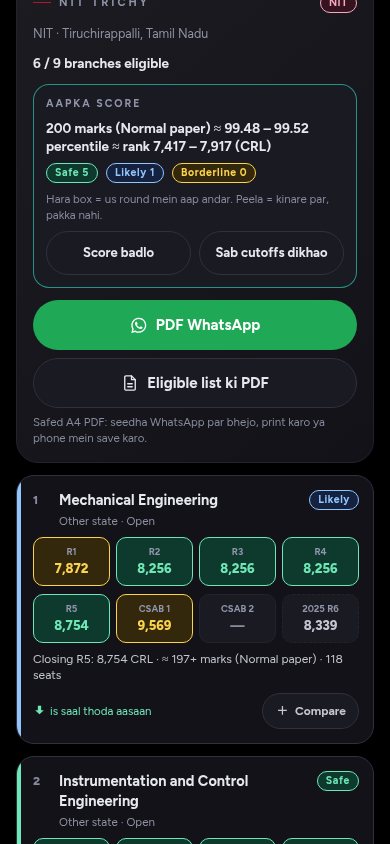 NIT TRICHY
NIT
NIT · Tiruchirappalli, Tamil Nadu
6 / 9 branches eligible
AAPKA SCORE
200 marks (Normal paper) ≈ 99.48 – 99.52
percentile ≈ rank 7,417 – 7,917 (CRL)
Safe 5 Likely 1 Borderline 0
Hara box = us round mein aap andar. Peela = kinare par,
pakka nahi.
Score badlo Sab cutoffs dikhao
PDF WhatsApp
Eligible list ki PDF
Safed A4 PDF: seedha WhatsApp par bhejo, print karo ya
phone mein save karo.
1 Mechanical Engineering Likely
Other state · Open
R1 R2 R3 R4
7,872 8,256 8,256 8,256
R5 CSAB 1 CSAB 2 2025 R6
8,754 9,569 — 8,339
Closing R5: 8,754 CRL · ≈ 197+ marks (Normal paper) · 118
seats
is saal thoda aasaan + Compare
2 Instrumentation and Control Safe
Engineering
Other state · Open